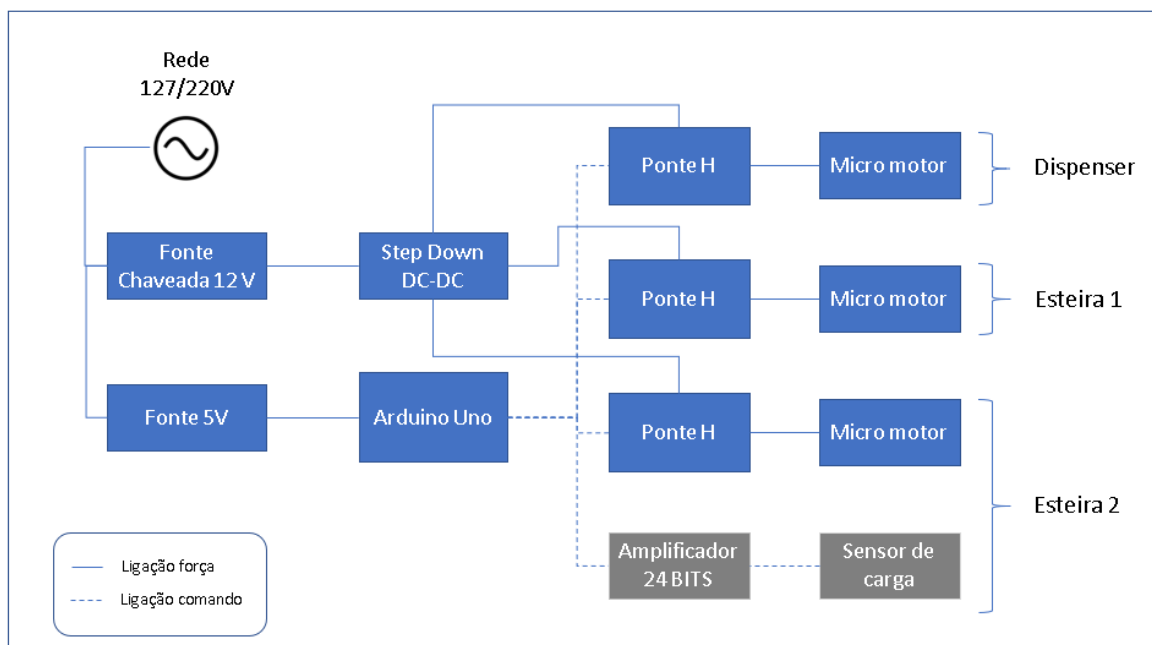 Rede
127/220V
Ponte H
Micro motor
Dispenser
Fonte
Chaveada 12 V
Step Down
DC-DC
Ponte H
Micro motor
Esteira 1
Fonte 5V
Arduino Uno
Ponte H
Micro motor
Esteira 2
Amplificador
24 BITS
Sensor de
carga
Ligação força
Ligação comando